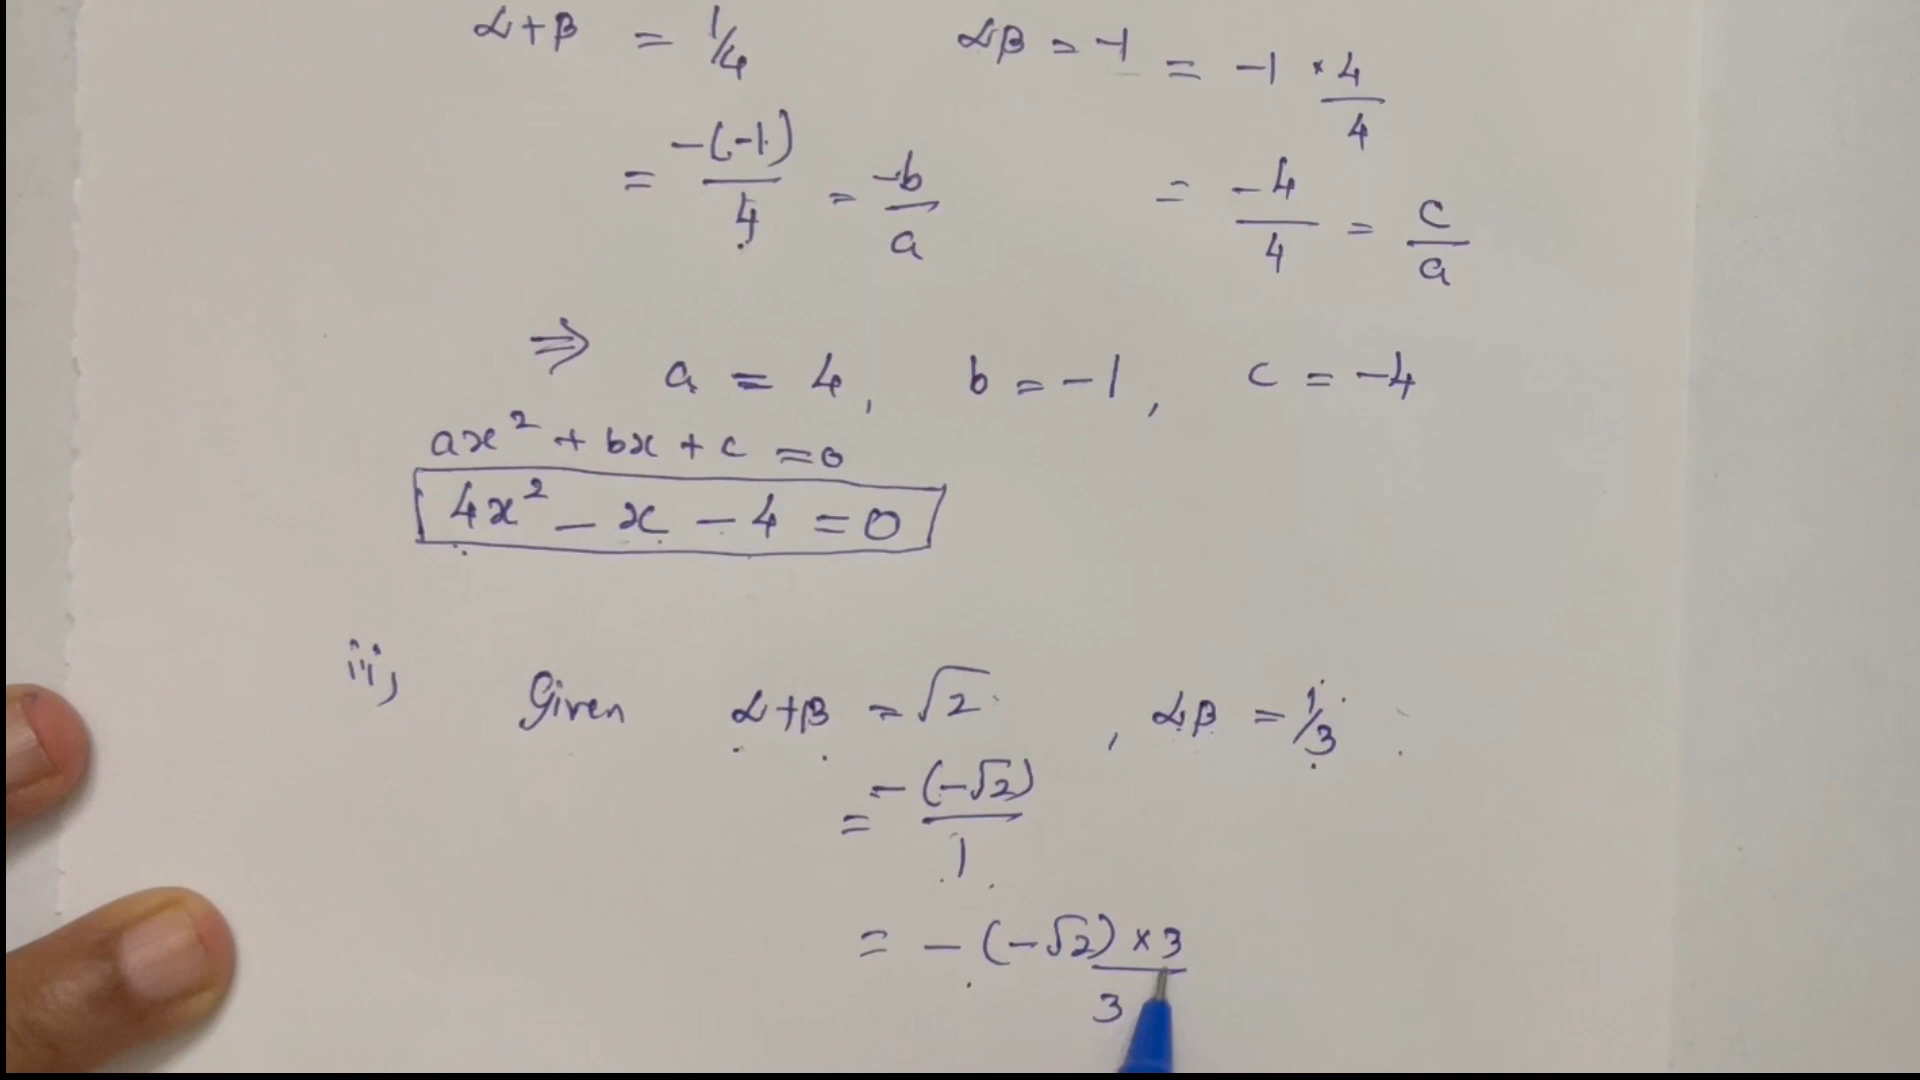 α+β = 1/4 αβ = -1 = -1 × 4/4
= -(-1)/4 = -b/a = -4/4 = c/a
⇒ a = 4, b = -1, c = -4
ax² + bx + c = 0
4x² - x - 4 = 0
ii) Given α+β = √2, αβ = 1/3
= -(-√2)/1
= -(-√2) × 3/3